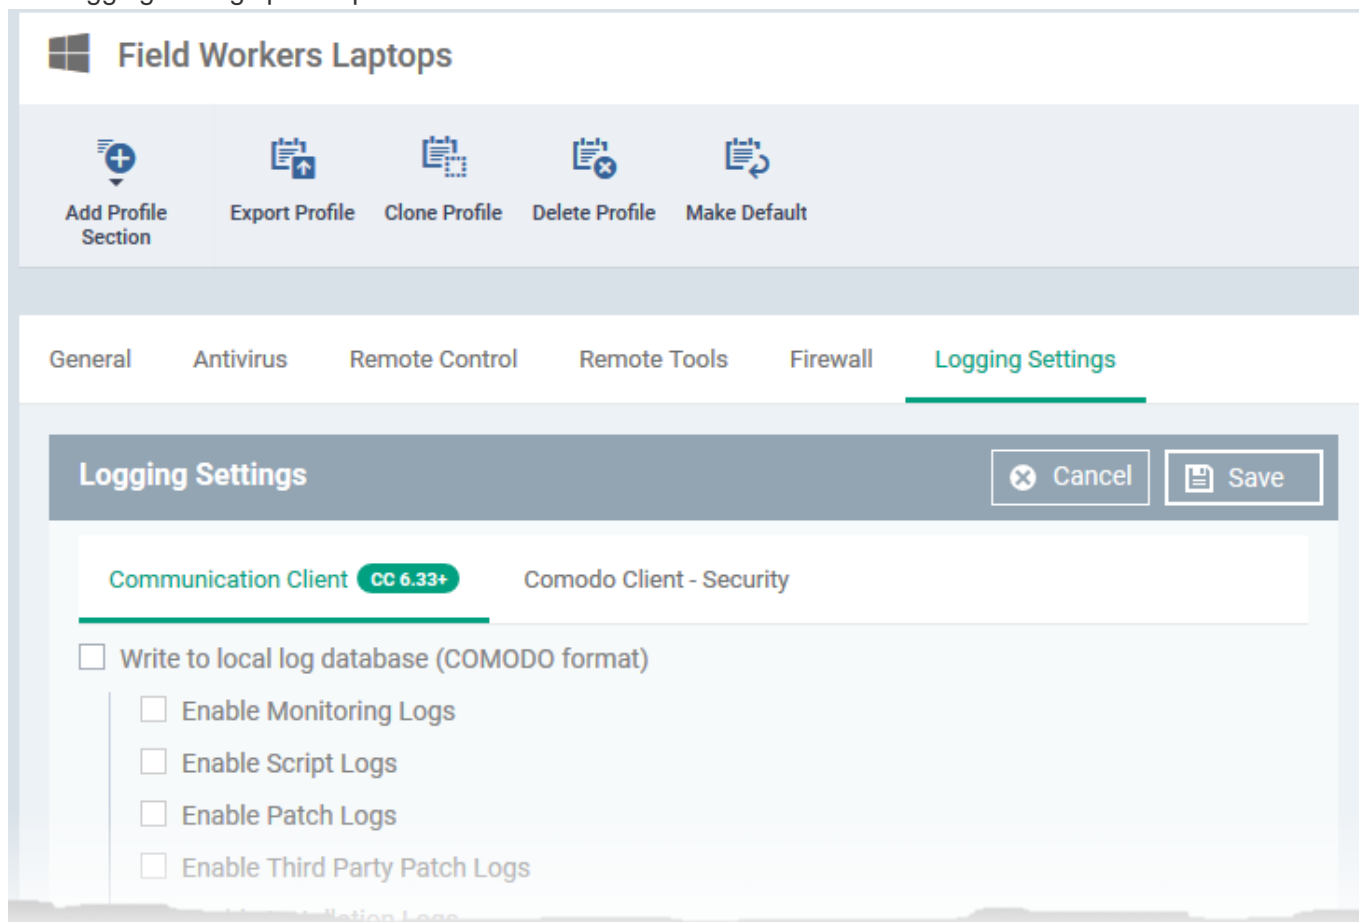 Field Workers Laptops
Add Profile Section
Export Profile
Clone Profile
Delete Profile
Make Default
General Antivirus Remote Control Remote Tools Firewall Logging Settings
Logging Settings Cancel Save
Communication Client CC 6.33+ Comodo Client - Security
Write to local log database (COMODO format)
Enable Monitoring Logs
Enable Script Logs
Enable Patch Logs
Enable Third Party Patch Logs
Logs